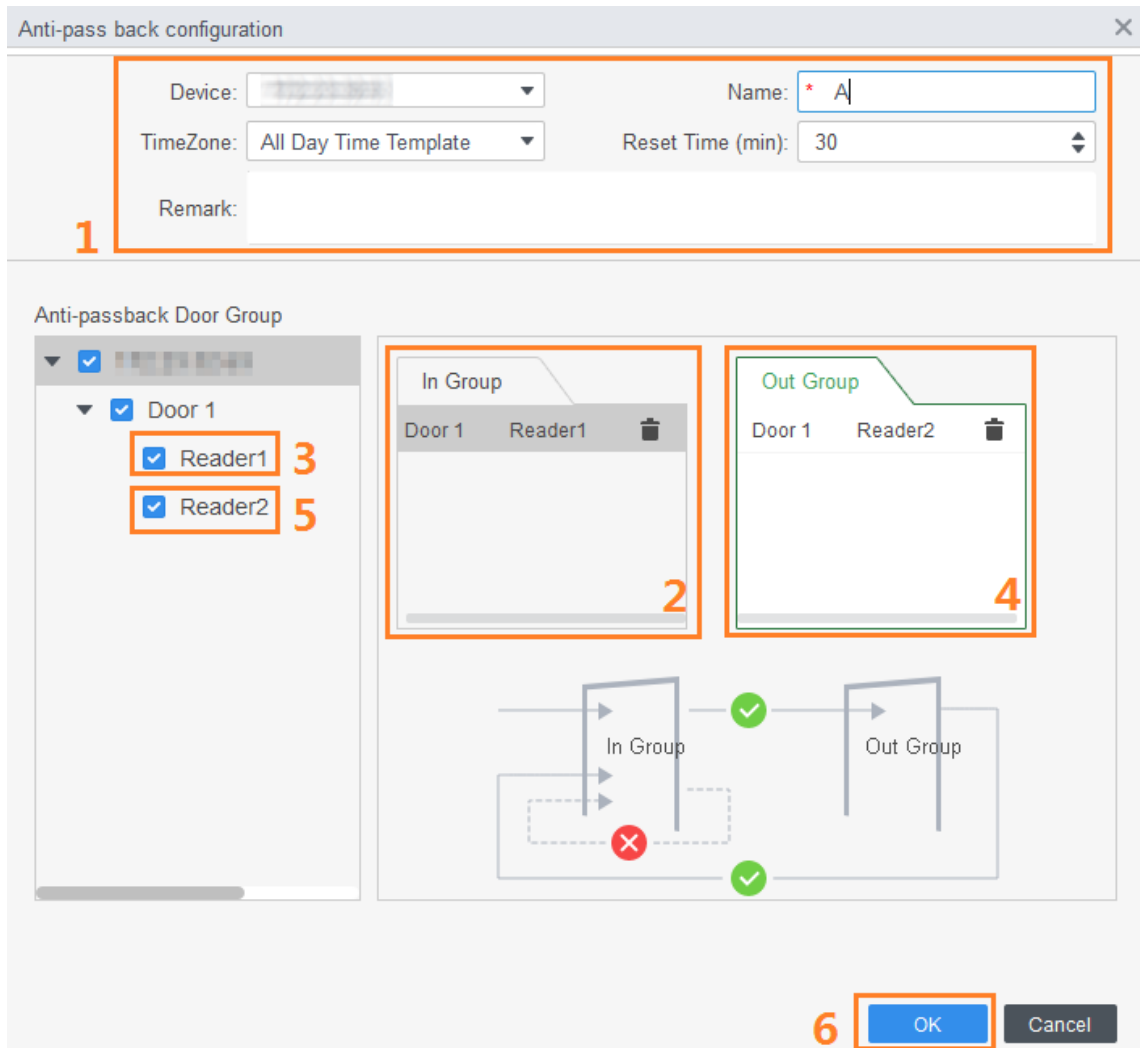 Anti-pass back configuration
Device:
Name: * A
TimeZone: All Day Time Template
Reset Time (min): 30
Remark:
1
Anti-passback Door Group
Door 1
Reader1
3
Reader2
5
In Group
Door 1 Reader1
2
Out Group
Door 1 Reader2
4
In Group
Out Group
6
OK
Cancel